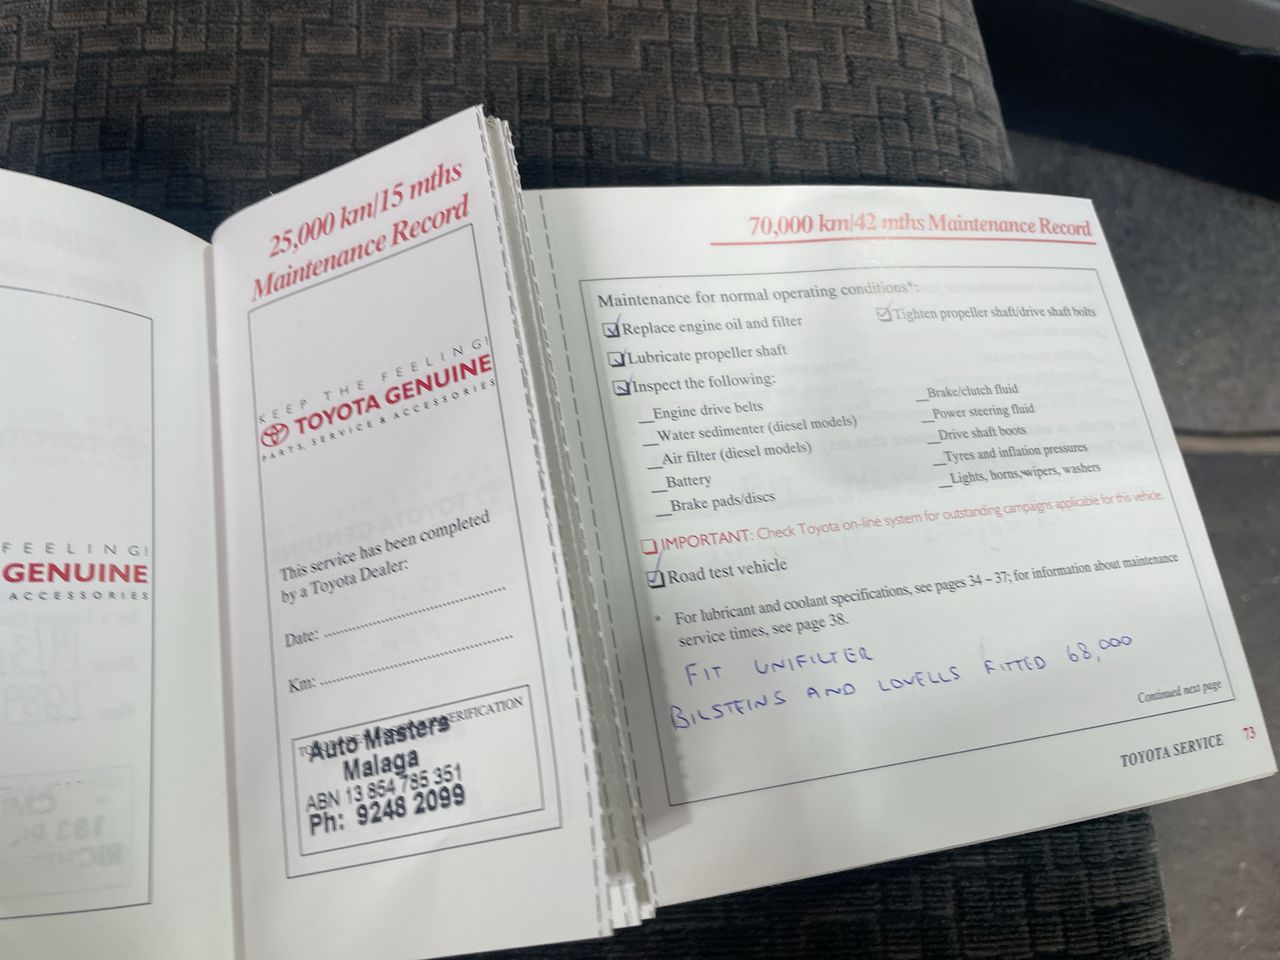 FEELING!
GENUINE
ACCESSORIES
25,000 km/15 mths
Maintenance Record
KEEP THE FEELING!
TOYOTA GENUINE
PARTS, SERVICE & ACCESSORIES
This service has been completed
by a Toyota Dealer:
Date:
Km:
Auto Masters
Malaga
ABN 13 854 785 351
Ph: 9248 2099
70,000 km/42 mths Maintenance Record
Maintenance for normal operating conditions*:
Replace engine oil and filter
Tighten propeller shaft/drive shaft bolts
Lubricate propeller shaft
Inspect the following:
Engine drive belts
Water sedimenter (diesel models)
Air filter (diesel models)
Battery
Brake pads/discs
Brake/clutch fluid
Power steering fluid
Drive shaft boots
Tyres and inflation pressures
Lights, horns, wipers, washers
IMPORTANT: Check Toyota on-line system for outstanding campaigns applicable for this vehicle.
Road test vehicle
* For lubricant and coolant specifications, see pages 34 – 37; for information about maintenance
service times, see page 38.
FIT UNIFILTER
BILSTEINS AND LOVELLS FITTED 68,000
Continued next page
TOYOTA SERVICE 73